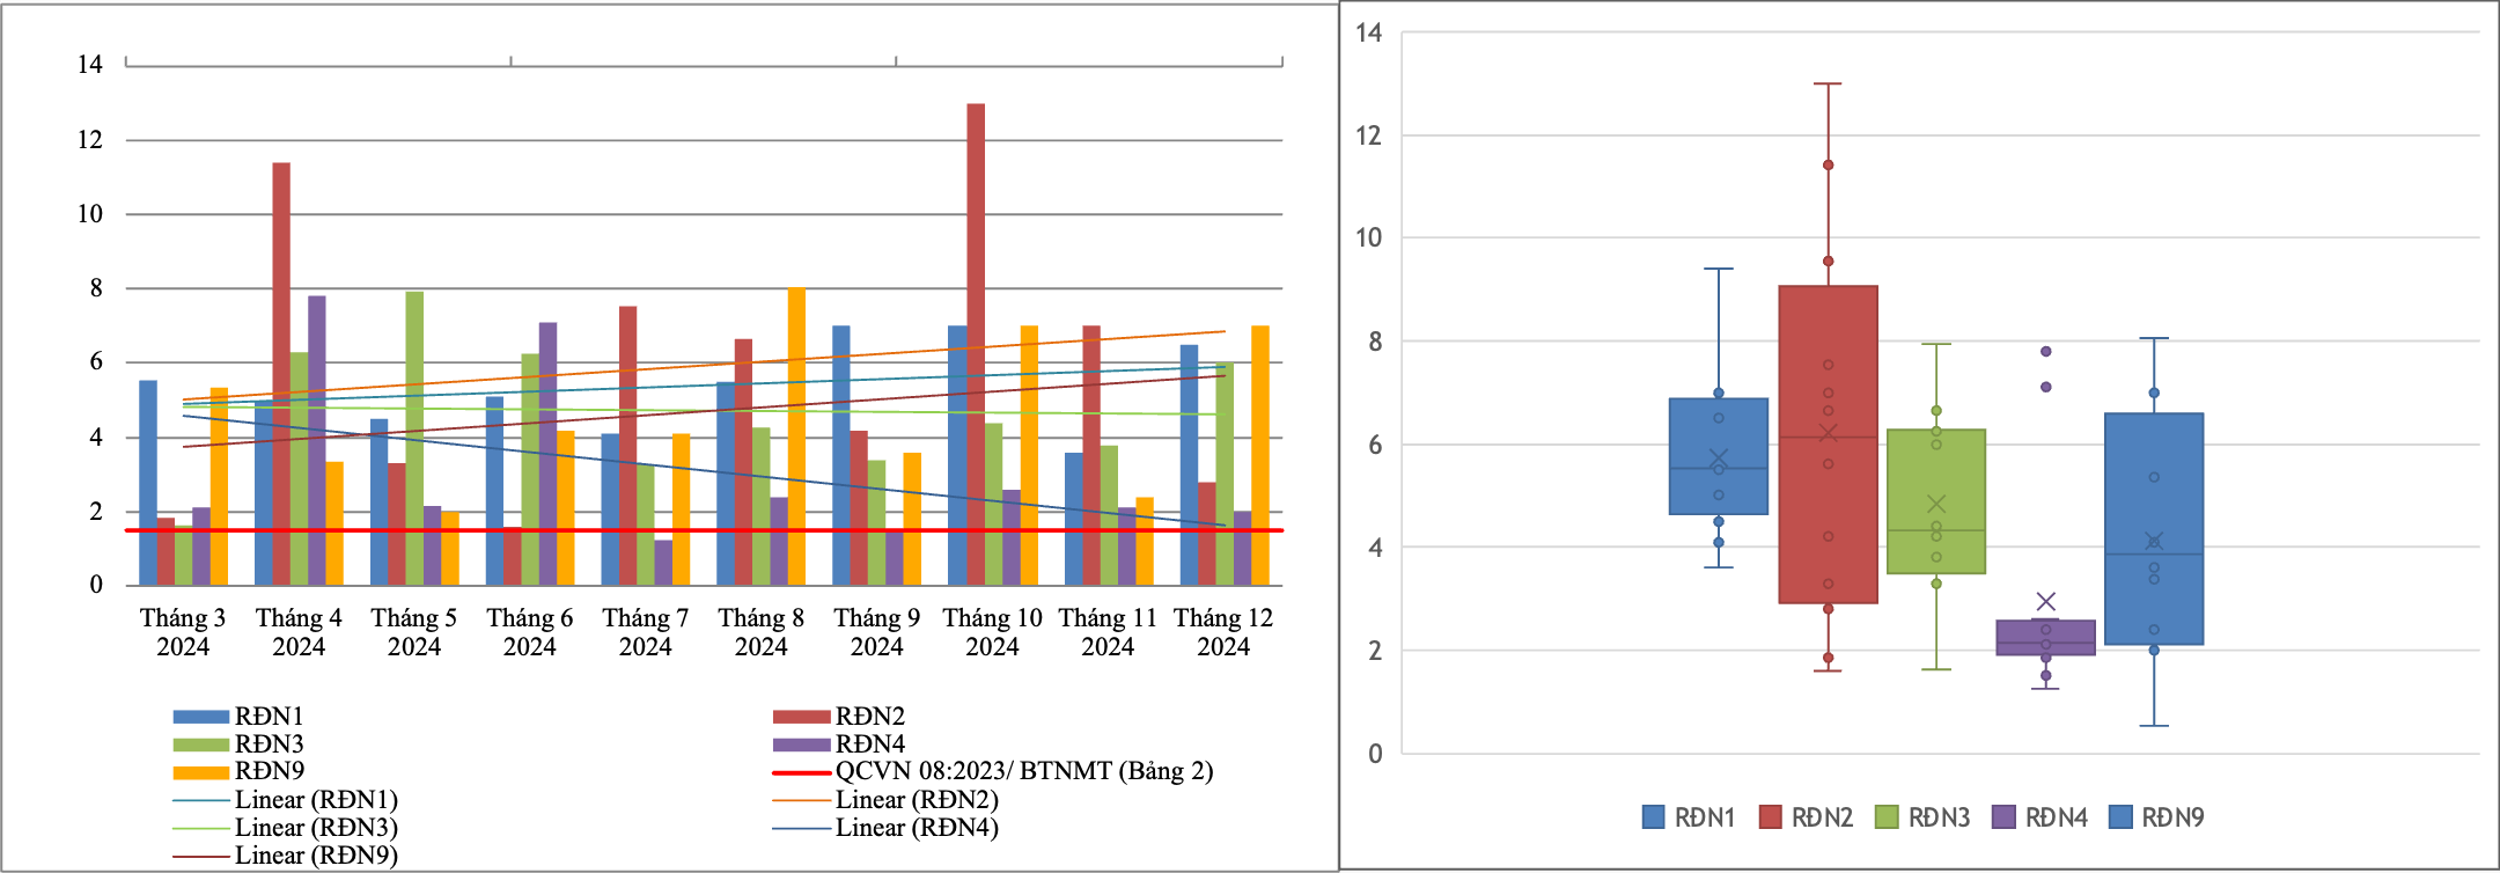 14
12
10
8
6
4
2
0
Tháng 3 2024
Tháng 4 2024
Tháng 5 2024
Tháng 6 2024
Tháng 7 2024
Tháng 8 2024
Tháng 9 2024
Tháng 10 2024
Tháng 11 2024
Tháng 12 2024
RĐN1
RĐN2
RĐN3
RĐN4
RĐN9
QCVN 08:2023/ BTNMT (Bảng 2)
Linear (RĐN1)
Linear (RĐN2)
Linear (RĐN3)
Linear (RĐN4)
Linear (RĐN9)
14
12
10
8
6
4
2
0
RĐN1
RĐN2
RĐN3
RĐN4
RĐN9